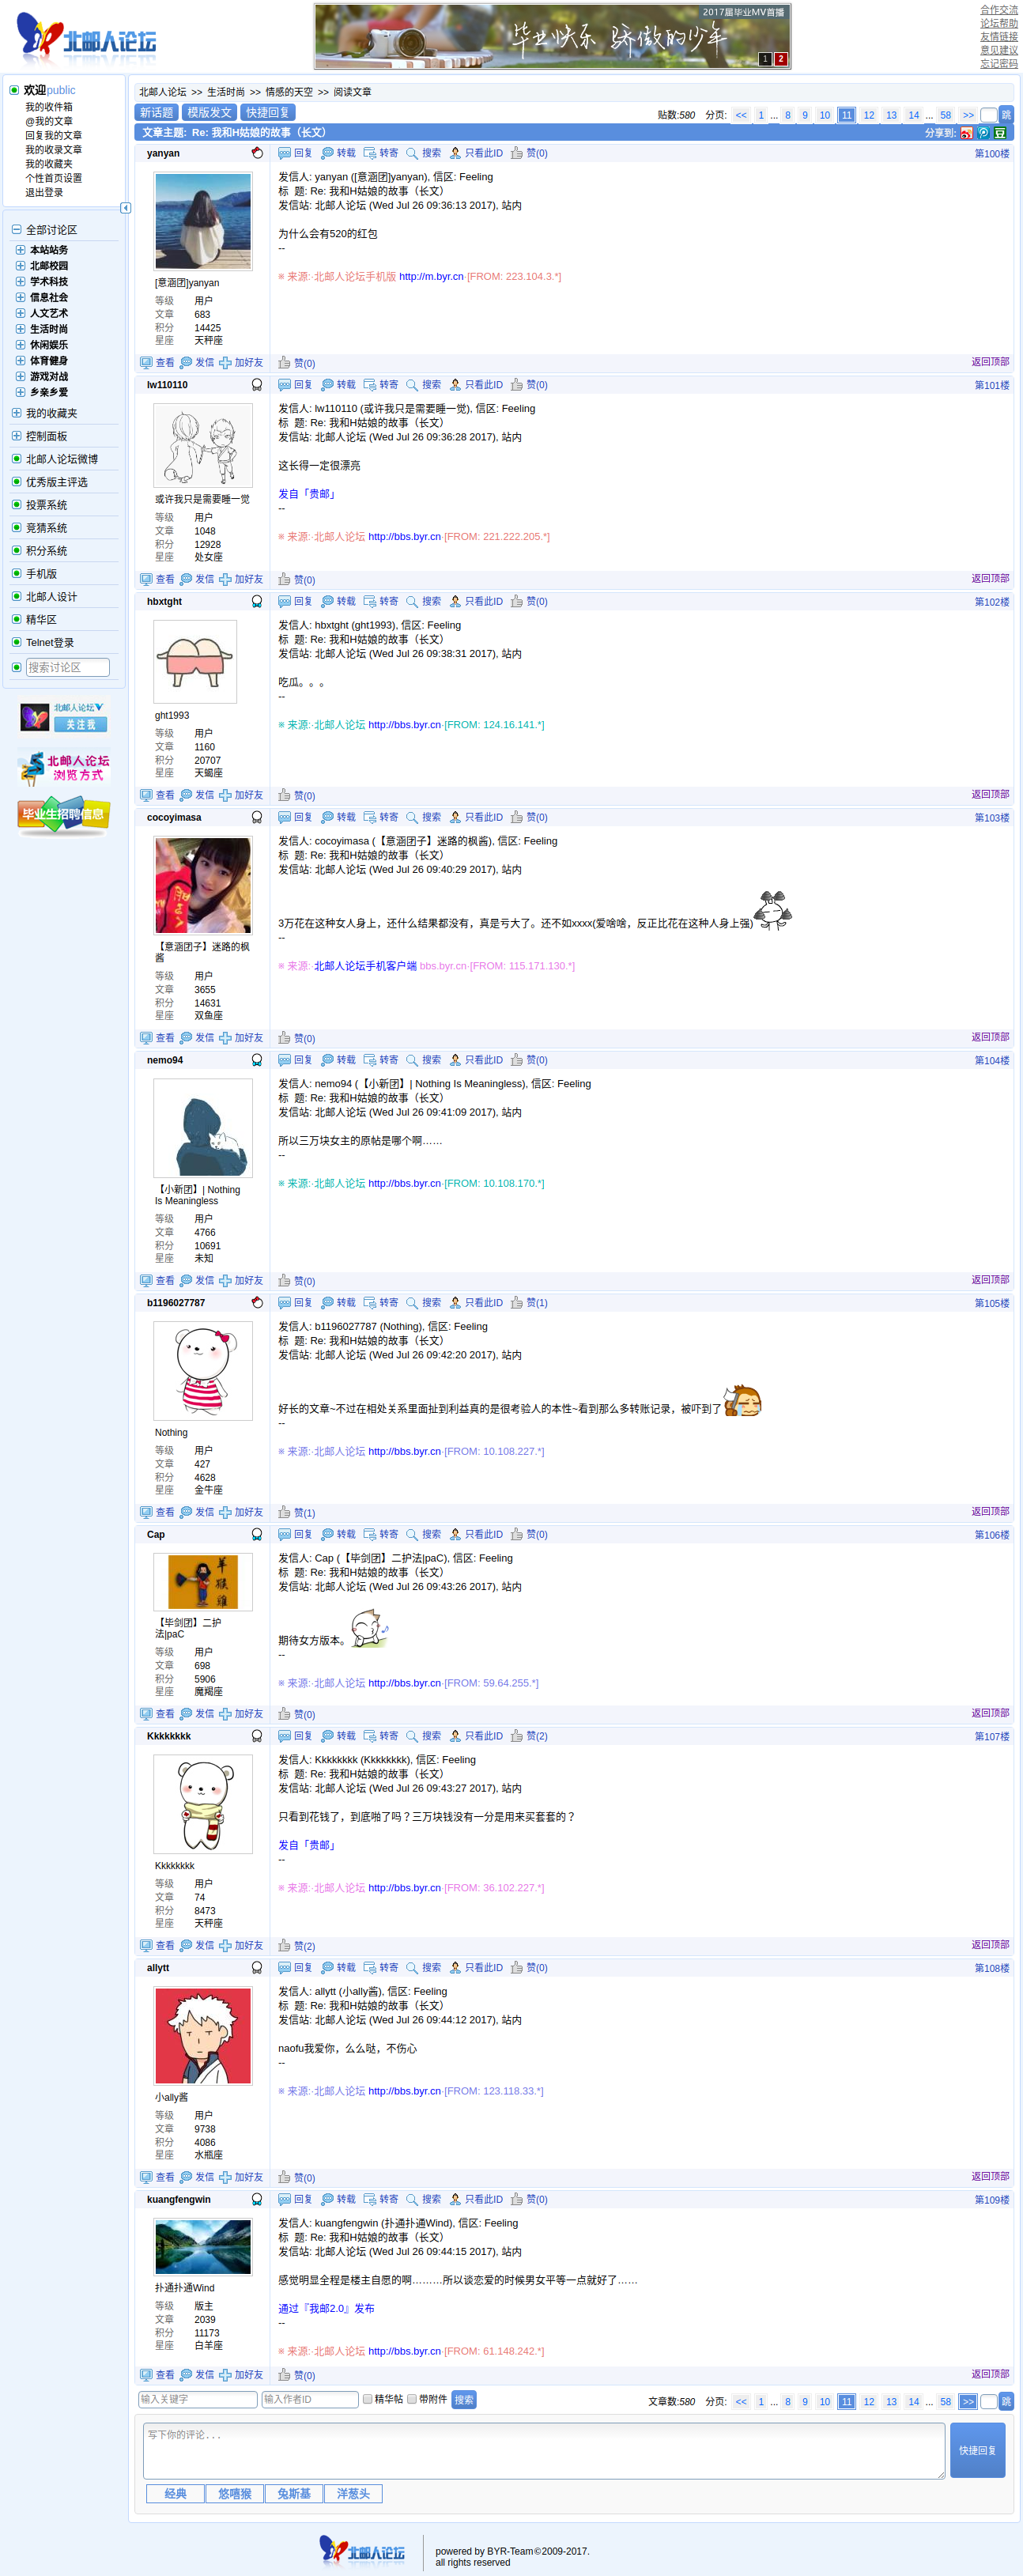 北邮人论坛
2017届毕业MV首播
毕业快乐 骄傲的少年
1 2
合作交流
论坛帮助
友情链接
意见建议
忘记密码
欢迎public
我的收件箱
@我的文章
回复我的文章
我的收录文章
我的收藏夹
个性首页设置
退出登录
全部讨论区
本站站务
北邮校园
学术科技
信息社会
人文艺术
生活时尚
休闲娱乐
体育健身
游戏对战
乡亲乡爱
我的收藏夹
控制面板
北邮人论坛微博
优秀版主评选
投票系统
竞猜系统
积分系统
手机版
北邮人设计
精华区
Telnet登录
搜索讨论区
北邮人论坛
关注我
北邮人论坛
浏览方式
毕业生招聘信息
北邮人论坛 >> 生活时尚 >> 情感的天空 >> 阅读文章
新话题 模版发文 快捷回复
贴数:580 分页: << 1 ... 8 9 10 11 12 13 14 ... 58 >> 跳
文章主题: Re: 我和H姑娘的故事（长文）
分享到: 豆
yanyan
回复 转载 转寄 搜索 只看此ID 赞(0)
第100楼
[意涵团]yanyan
等级 用户
文章 683
积分 14425
星座 天秤座
发信人: yanyan ([意涵团]yanyan), 信区: Feeling
标 题: Re: 我和H姑娘的故事（长文）
发信站: 北邮人论坛 (Wed Jul 26 09:36:13 2017), 站内
为什么会有520的红包
--
※ 来源:·北邮人论坛手机版 http://m.byr.cn·[FROM: 223.104.3.*]
查看 发信 加好友 赞(0) 返回顶部
lw110110
回复 转载 转寄 搜索 只看此ID 赞(0)
第101楼
或许我只是需要睡一觉
等级 用户
文章 1048
积分 12928
星座 处女座
发信人: lw110110 (或许我只是需要睡一觉), 信区: Feeling
标 题: Re: 我和H姑娘的故事（长文）
发信站: 北邮人论坛 (Wed Jul 26 09:36:28 2017), 站内
这长得一定很漂亮
发自「贵邮」
--
※ 来源:·北邮人论坛 http://bbs.byr.cn·[FROM: 221.222.205.*]
查看 发信 加好友 赞(0) 返回顶部
hbxtght
回复 转载 转寄 搜索 只看此ID 赞(0)
第102楼
ght1993
等级 用户
文章 1160
积分 20707
星座 天蝎座
发信人: hbxtght (ght1993), 信区: Feeling
标 题: Re: 我和H姑娘的故事（长文）
发信站: 北邮人论坛 (Wed Jul 26 09:38:31 2017), 站内
吃瓜。。。
--
※ 来源:·北邮人论坛 http://bbs.byr.cn·[FROM: 124.16.141.*]
查看 发信 加好友 赞(0) 返回顶部
cocoyimasa
回复 转载 转寄 搜索 只看此ID 赞(0)
第103楼
【意涵团子】迷路的枫
酱
等级 用户
文章 3655
积分 14631
星座 双鱼座
发信人: cocoyimasa (【意涵团子】迷路的枫酱), 信区: Feeling
标 题: Re: 我和H姑娘的故事（长文）
发信站: 北邮人论坛 (Wed Jul 26 09:40:29 2017), 站内
3万花在这种女人身上，还什么结果都没有，真是亏大了。还不如xxxx(爱啥啥，反正比花在这种人身上强)
--
※ 来源:·北邮人论坛手机客户端 bbs.byr.cn·[FROM: 115.171.130.*]
查看 发信 加好友 赞(0) 返回顶部
nemo94
回复 转载 转寄 搜索 只看此ID 赞(0)
第104楼
【小新团】| Nothing
Is Meaningless
等级 用户
文章 4766
积分 10691
星座 未知
发信人: nemo94 (【小新团】| Nothing Is Meaningless), 信区: Feeling
标 题: Re: 我和H姑娘的故事（长文）
发信站: 北邮人论坛 (Wed Jul 26 09:41:09 2017), 站内
所以三万块女主的原帖是哪个啊……
--
※ 来源:·北邮人论坛 http://bbs.byr.cn·[FROM: 10.108.170.*]
查看 发信 加好友 赞(0) 返回顶部
b1196027787
回复 转载 转寄 搜索 只看此ID 赞(1)
第105楼
Nothing
等级 用户
文章 427
积分 4628
星座 金牛座
发信人: b1196027787 (Nothing), 信区: Feeling
标 题: Re: 我和H姑娘的故事（长文）
发信站: 北邮人论坛 (Wed Jul 26 09:42:20 2017), 站内
好长的文章~不过在相处关系里面扯到利益真的是很考验人的本性~看到那么多转账记录，被吓到了
--
※ 来源:·北邮人论坛 http://bbs.byr.cn·[FROM: 10.108.227.*]
查看 发信 加好友 赞(1) 返回顶部
Cap
回复 转载 转寄 搜索 只看此ID 赞(0)
第106楼
羊猴雞
【毕剑团】二护
法|paC
等级 用户
文章 698
积分 5906
星座 魔羯座
发信人: Cap (【毕剑团】二护法|paC), 信区: Feeling
标 题: Re: 我和H姑娘的故事（长文）
发信站: 北邮人论坛 (Wed Jul 26 09:43:26 2017), 站内
期待女方版本。
--
※ 来源:·北邮人论坛 http://bbs.byr.cn·[FROM: 59.64.255.*]
查看 发信 加好友 赞(0) 返回顶部
Kkkkkkkk
回复 转载 转寄 搜索 只看此ID 赞(2)
第107楼
Kkkkkkkk
等级 用户
文章 74
积分 8473
星座 天秤座
发信人: Kkkkkkkk (Kkkkkkkk), 信区: Feeling
标 题: Re: 我和H姑娘的故事（长文）
发信站: 北邮人论坛 (Wed Jul 26 09:43:27 2017), 站内
只看到花钱了，到底啪了吗？三万块钱没有一分是用来买套套的？
发自「贵邮」
--
※ 来源:·北邮人论坛 http://bbs.byr.cn·[FROM: 36.102.227.*]
查看 发信 加好友 赞(2) 返回顶部
allytt
回复 转载 转寄 搜索 只看此ID 赞(0)
第108楼
小ally酱
等级 用户
文章 9738
积分 4086
星座 水瓶座
发信人: allytt (小ally酱), 信区: Feeling
标 题: Re: 我和H姑娘的故事（长文）
发信站: 北邮人论坛 (Wed Jul 26 09:44:12 2017), 站内
naofu我爱你，么么哒，不伤心
--
※ 来源:·北邮人论坛 http://bbs.byr.cn·[FROM: 123.118.33.*]
查看 发信 加好友 赞(0) 返回顶部
kuangfengwin
回复 转载 转寄 搜索 只看此ID 赞(0)
第109楼
扑通扑通Wind
等级 版主
文章 2039
积分 11173
星座 白羊座
发信人: kuangfengwin (扑通扑通Wind), 信区: Feeling
标 题: Re: 我和H姑娘的故事（长文）
发信站: 北邮人论坛 (Wed Jul 26 09:44:15 2017), 站内
感觉明显全程是楼主自愿的啊………所以谈恋爱的时候男女平等一点就好了……
通过『我邮2.0』发布
--
※ 来源:·北邮人论坛 http://bbs.byr.cn·[FROM: 61.148.242.*]
查看 发信 加好友 赞(0) 返回顶部
输入关键字 输入作者ID 精华帖 带附件 搜索
文章数:580 分页: << 1 ... 8 9 10 11 12 13 14 ... 58 >> 跳
写下你的评论...
快捷回复
经典 悠嘻猴 兔斯基 洋葱头
北邮人论坛
powered by BYR-Team©2009-2017.
all rights reserved